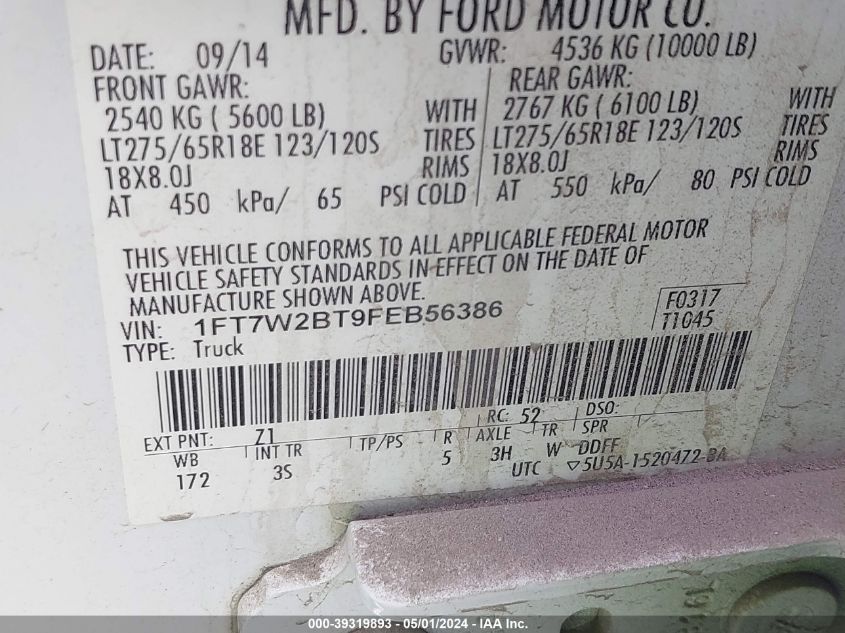 MFD. BY FORD MOTOR CO.
DATE: 09/14 GVWR: 4536 KG (10000 LB)
FRONT GAWR: REAR GAWR:
2540 KG ( 5600 LB) WITH 2767 KG ( 6100 LB) WITH
LT275/65R18E 123/120S TIRES LT275/65R18E 123/120S TIRES
18X8.0J RIMS 18X8.0J RIMS
AT 450 kPa/ 65 PSI COLD AT 550 kPa/ 80 PSI COLD
THIS VEHICLE CONFORMS TO ALL APPLICABLE FEDERAL MOTOR
VEHICLE SAFETY STANDARDS IN EFFECT ON THE DATE OF
MANUFACTURE SHOWN ABOVE.
VIN: 1FT7W2BT9FEB56386 F0317
TYPE: Truck T1045
EXT PNT: Z1 RC: 52 DSO:
WB INT TR TP/PS R AXLE TR SPR
172 3S 5 3H W DDFF
UTC ▽5U5A-1520472-BA
000-39319893 - 05/01/2024 - IAA Inc.